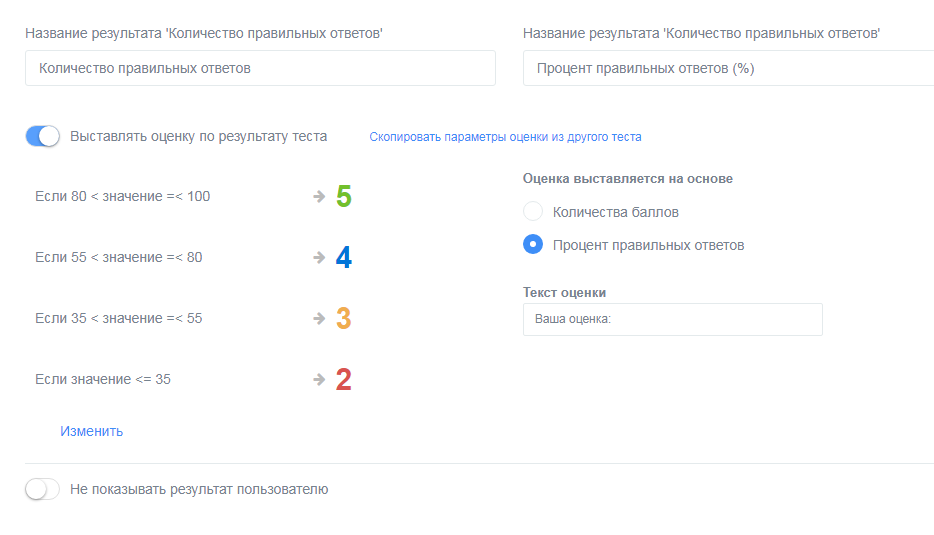 Название результата 'Количество правильных ответов'
Название результата 'Количество правильных ответов'
Количество правильных ответов
Процент правильных ответов (%)
Выставлять оценку по результату теста
Скопировать параметры оценки из другого теста
Оценка выставляется на основе
Если 80 < значение =< 100 → 5
Количества баллов
Процент правильных ответов
Если 55 < значение =< 80 → 4
Текст оценки
Если 35 < значение =< 55 → 3
Ваша оценка:
Если значение <= 35 → 2
Изменить
Не показывать результат пользователю